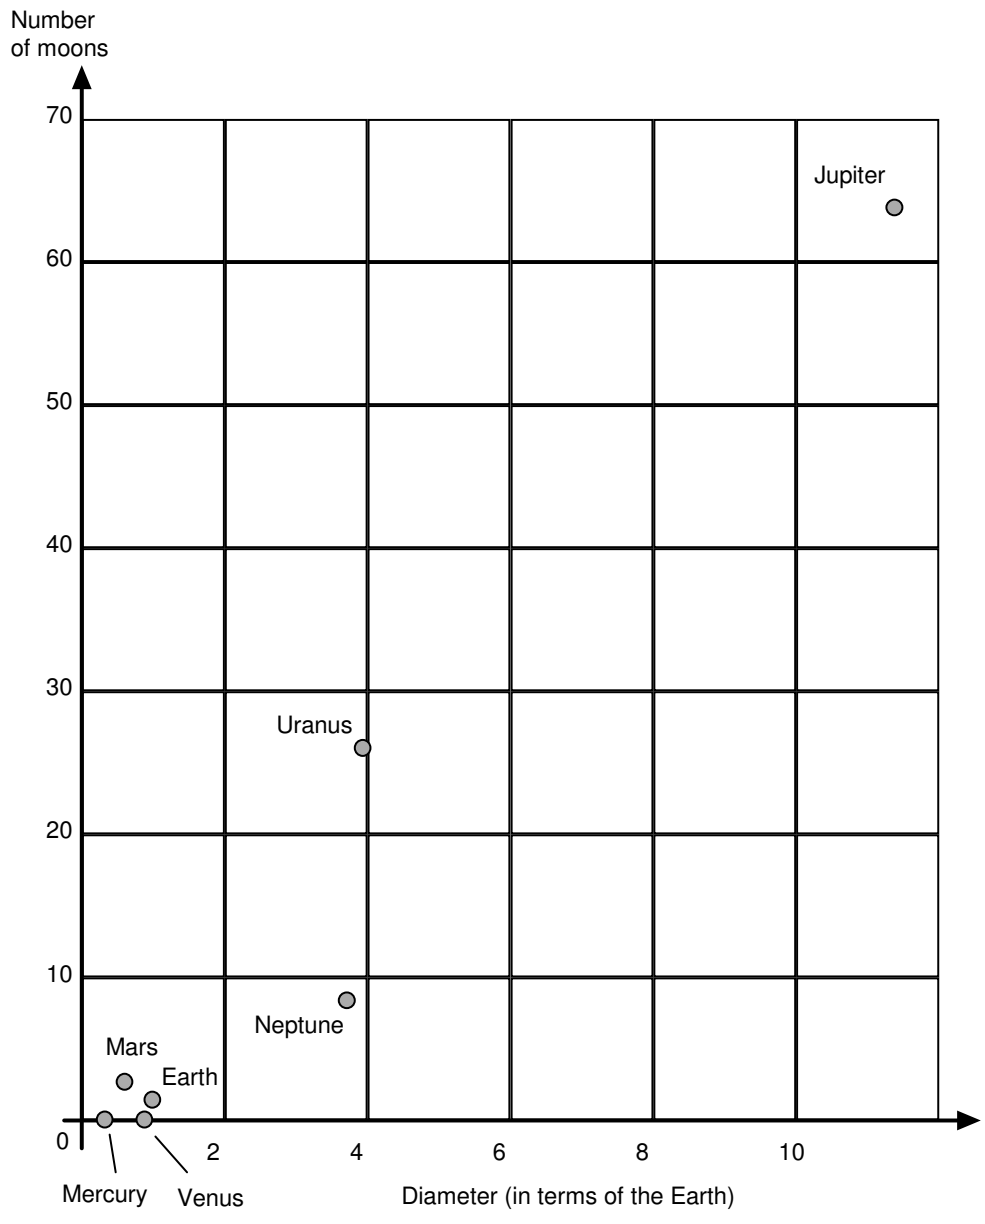 Number
of moons
70
Jupiter
60
50
40
30
Uranus
20
10
Neptune
Mars
Earth
0
2
4
6
8
10
Mercury
Venus
Diameter (in terms of the Earth)